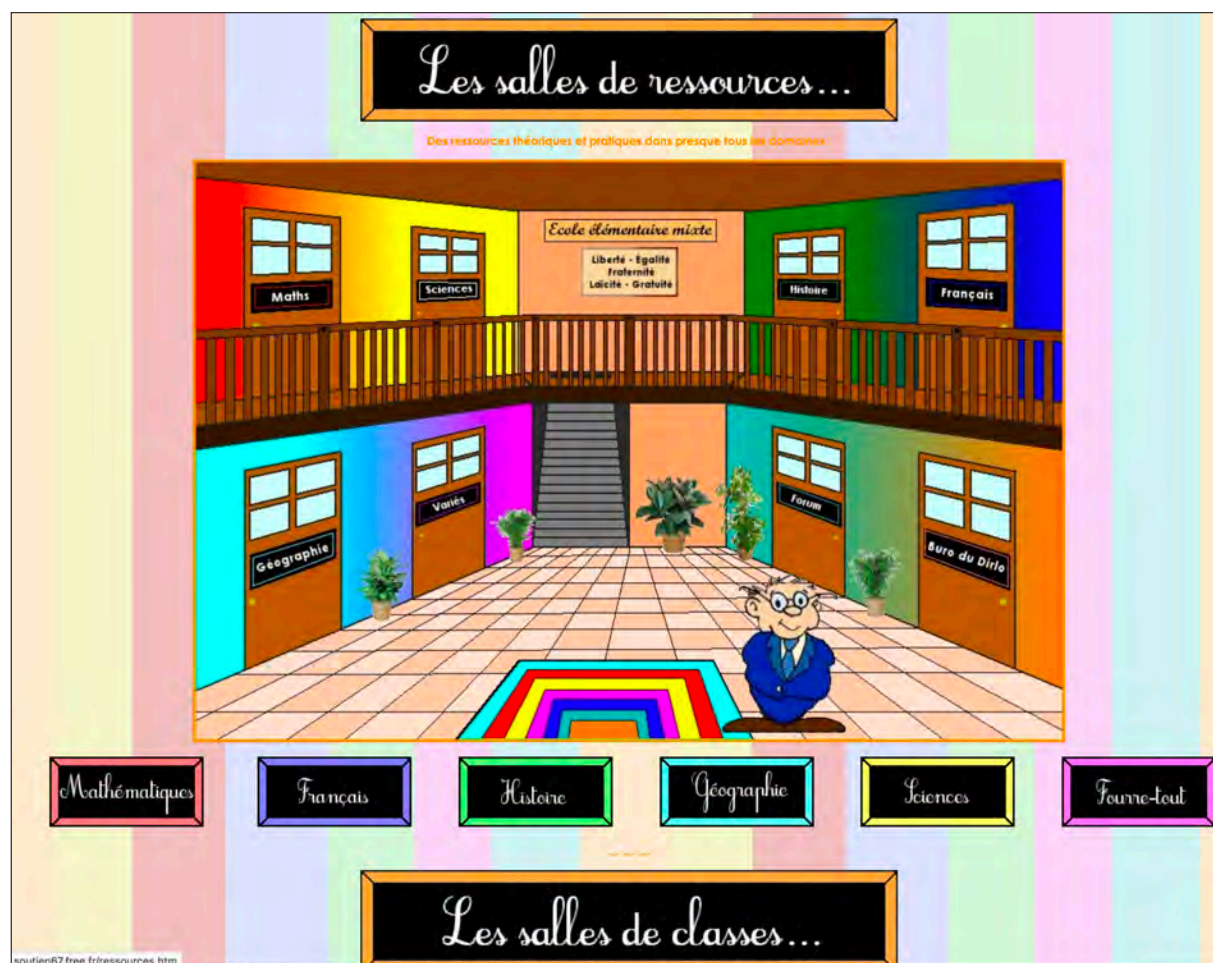 Les salles de ressources...
Des ressources théoriques et pratiques dans presque tous les domaines
Ecole élémentaire mixte
Liberté - Égalité
Fraternité
Laïcité - Gratuité
Maths
Sciences
Histoire
Français
Géographie
Variés
Forum
Buro du Dirlo
Mathématiques
Français
Histoire
Géographie
Sciences
Fourre-tout
Les salles de classes...
soutien67.free.fr/ressources.htm